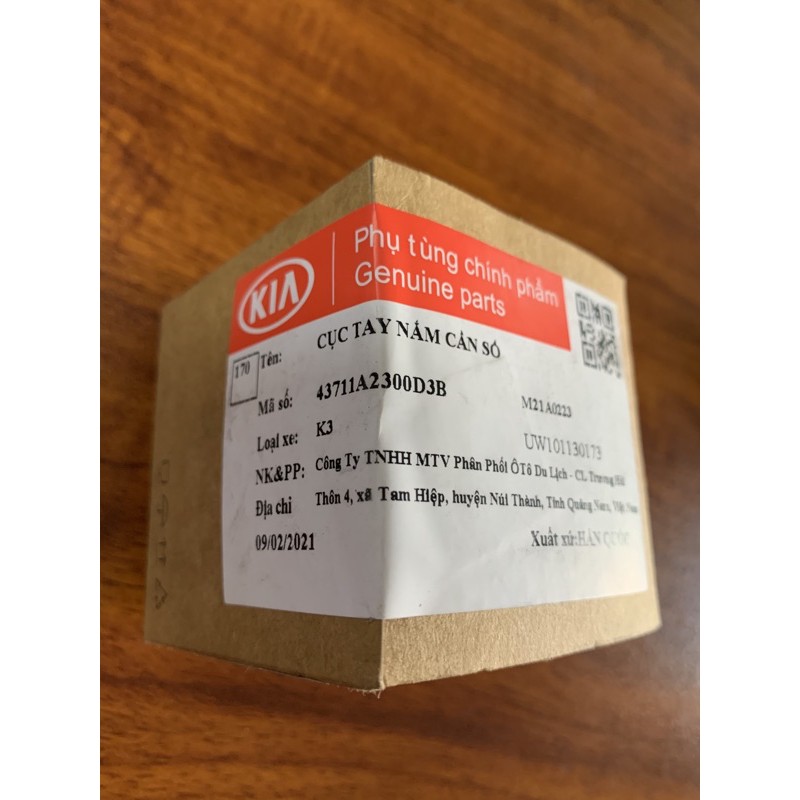 KIA
Phụ tùng chính phẩm
Genuine parts
170
Tên: CỤC TAY NẮM CẦN SỐ
Mã số: 43711A2300D3B
M21A0223
Loại xe: K3
UW101130173
NK&PP: Công Ty TNHH MTV Phân Phối ÔTô Du Lịch - CL Trường Hải
Địa chỉ Thôn 4, xã Tam Hiệp, huyện Núi Thành, Tỉnh Quảng Nam, Việt Nam
09/02/2021
Xuất xứ:HÀN QUỐC